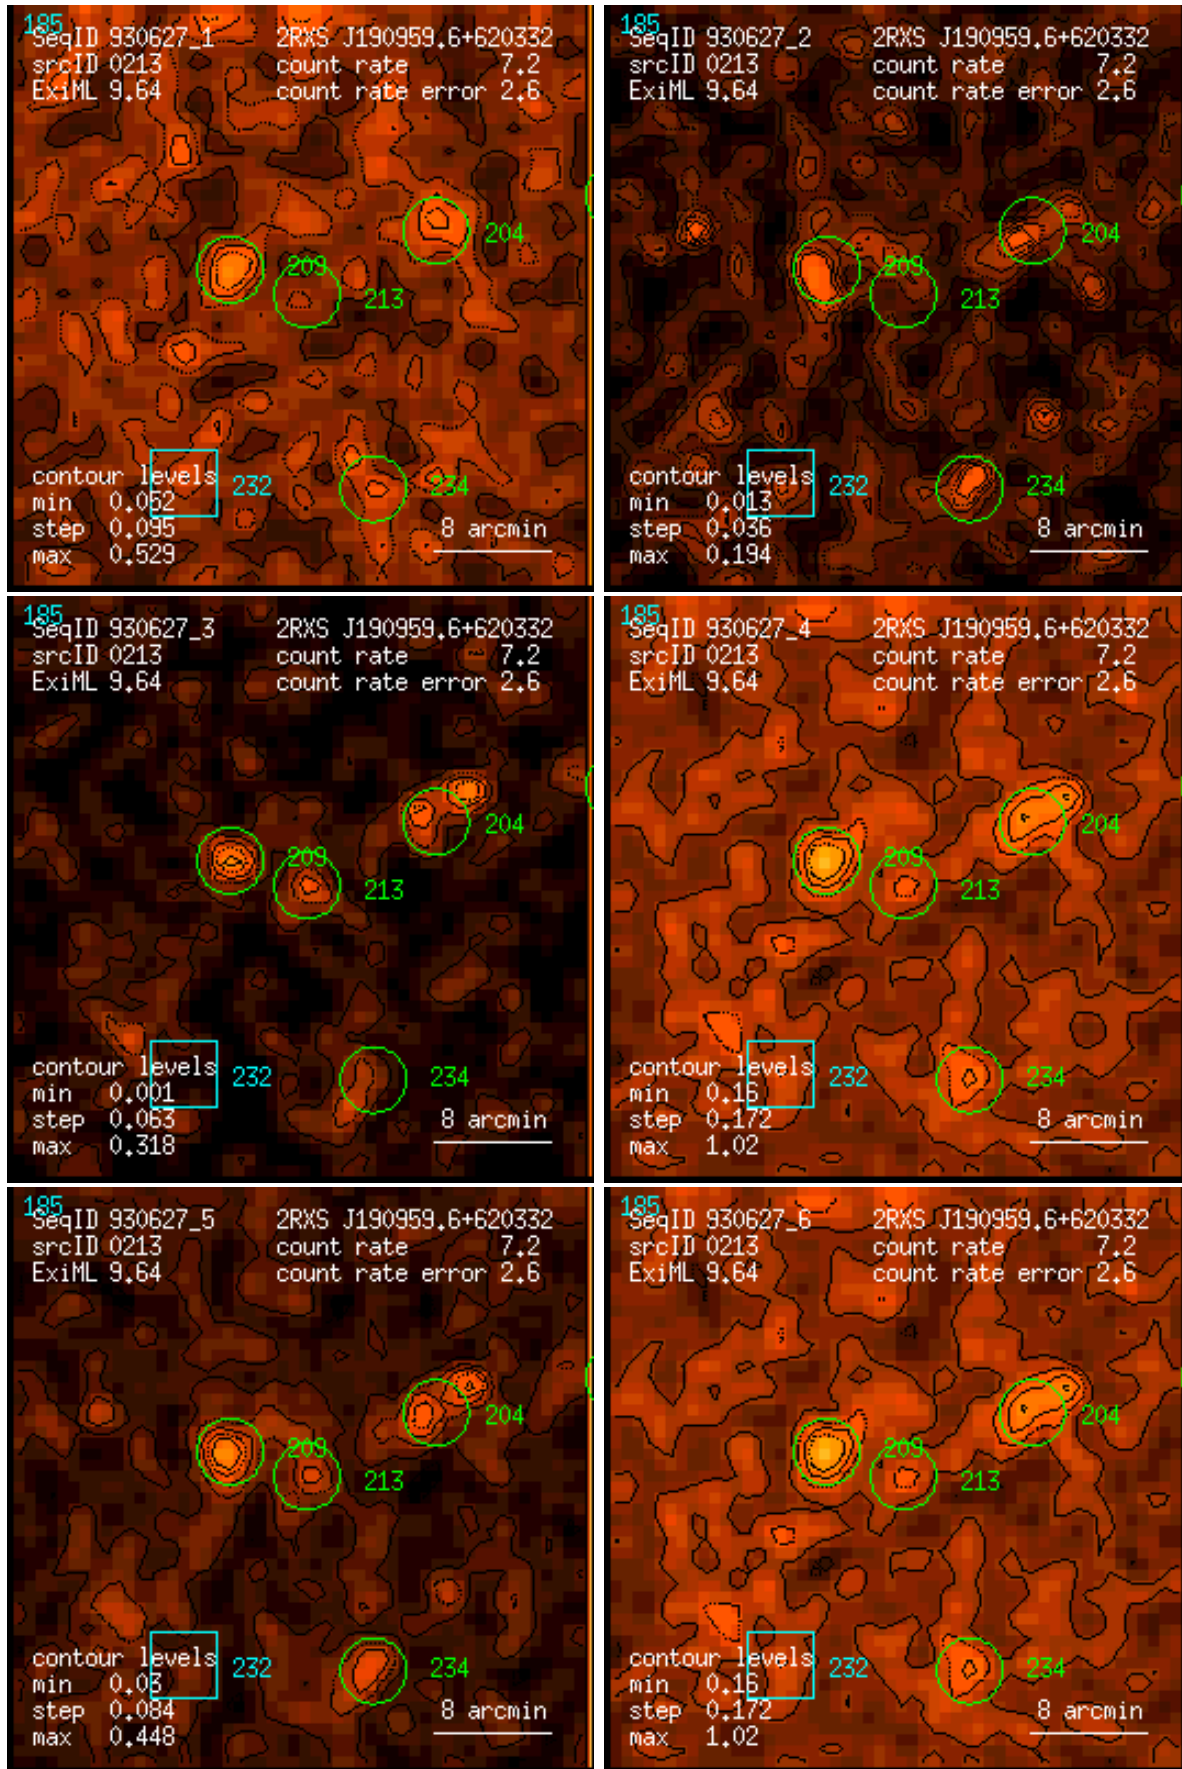 185
SeqID 930627_1 2RXS J190959.6+620332
srcID 0213 count rate 7.2
ExiML 9.64 count rate error 2.6
204
209
213
contour levels
min 0.052 232 234
step 0.095 8 arcmin
max 0.529
185
SeqID 930627_2 2RXS J190959.6+620332
srcID 0213 count rate 7.2
ExiML 9.64 count rate error 2.6
204
209
213
contour levels
min 0.013 232 234
step 0.036 8 arcmin
max 0.194
185
SeqID 930627_3 2RXS J190959.6+620332
srcID 0213 count rate 7.2
ExiML 9.64 count rate error 2.6
204
209
213
contour levels
min 0.001 232 234
step 0.063 8 arcmin
max 0.318
185
SeqID 930627_4 2RXS J190959.6+620332
srcID 0213 count rate 7.2
ExiML 9.64 count rate error 2.6
204
209
213
contour levels
min 0.16 232 234
step 0.172 8 arcmin
max 1.02
185
SeqID 930627_5 2RXS J190959.6+620332
srcID 0213 count rate 7.2
ExiML 9.64 count rate error 2.6
204
209
213
contour levels
min 0.03 232 234
step 0.084 8 arcmin
max 0.448
185
SeqID 930627_6 2RXS J190959.6+620332
srcID 0213 count rate 7.2
ExiML 9.64 count rate error 2.6
204
209
213
contour levels
min 0.16 232 234
step 0.172 8 arcmin
max 1.02